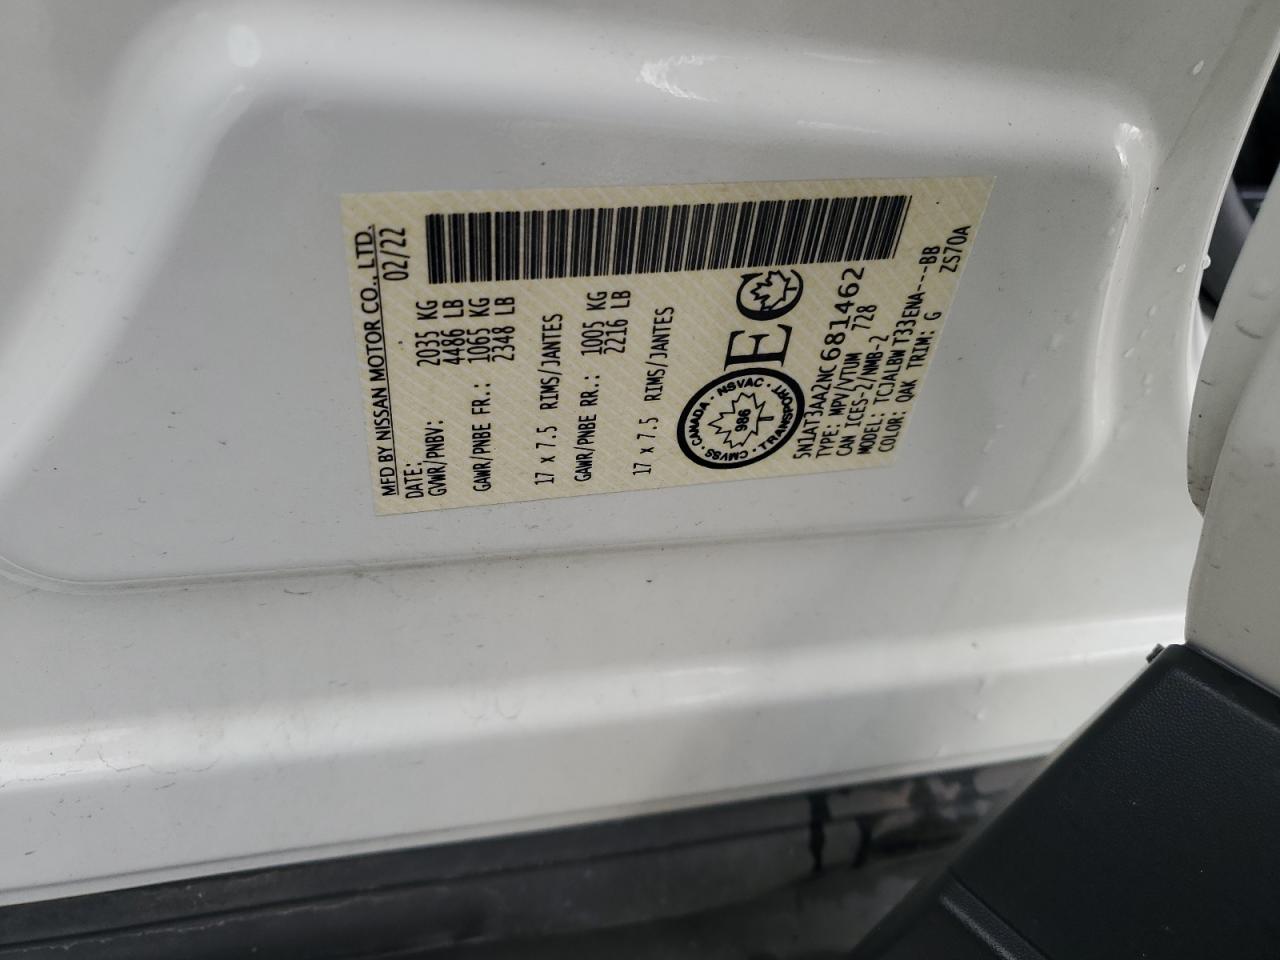 MFD BY NISSAN MOTOR CO., LTD.
DATE: 02/22
GVWR/PNBV: 2035 KG
4486 LB
GAWR/PNBE FR.: 1065 KG
2348 LB
17 x 7.5 RIMS/JANTES
GAWR/PNBE RR.: 1005 KG
2216 LB
17 x 7.5 RIMS/JANTES
CANADA · NSVAC · TRANSPORT · CMVSS ·
986
T
E C
T
5N1AT3AA2NC681462
TYPE: MPV/VTUM 728
CAN ICES-2/NMB-2
MODEL: TCJALBWT33ENA---BB
COLOR: QAK TRIM: G ZS70A